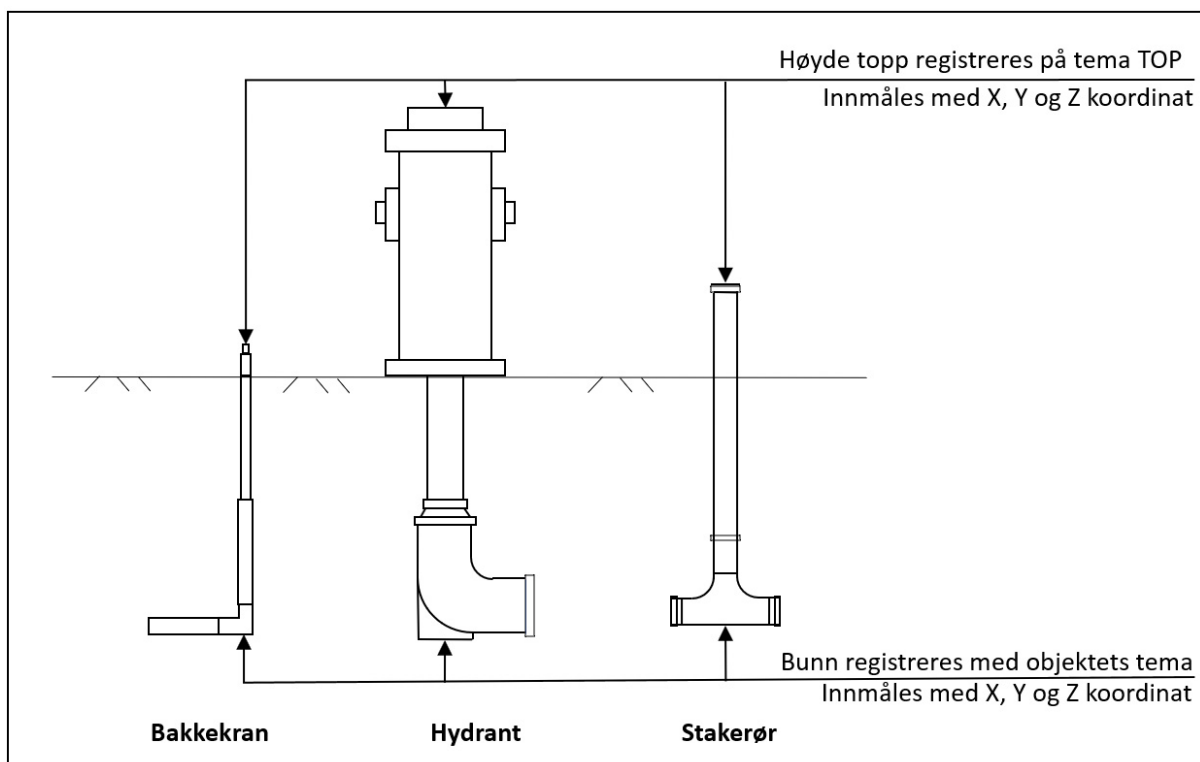 Høyde topp registreres på tema TOP
Innmåles med X, Y og Z koordinat
Bunn registreres med objektets tema
Innmåles med X, Y og Z koordinat
Bakkekran Hydrant Stakerør